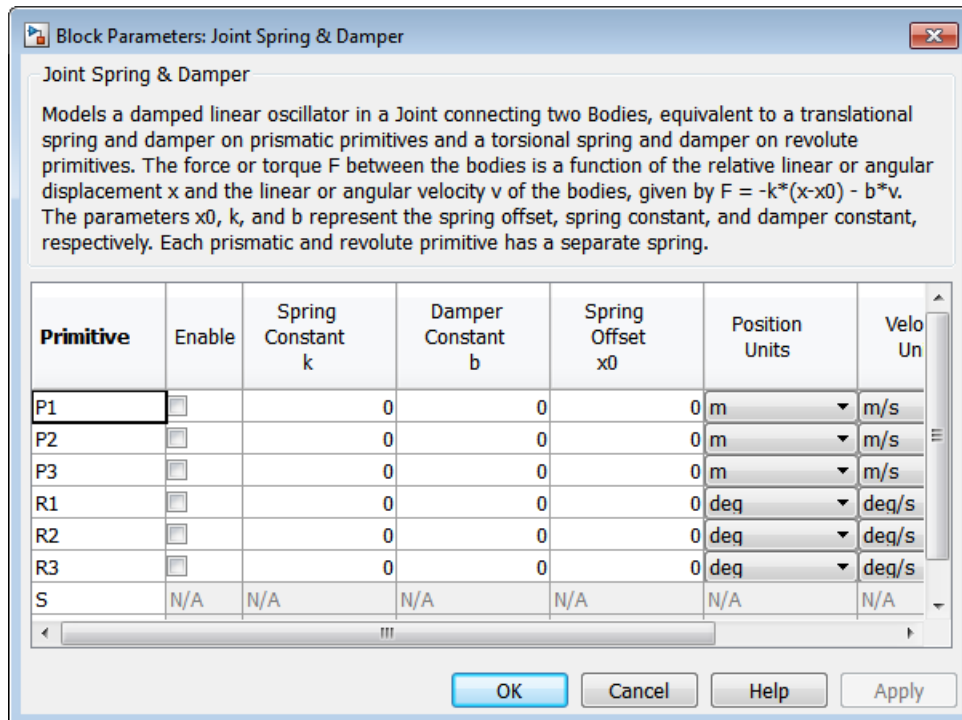 Block Parameters: Joint Spring & Damper
Joint Spring & Damper
Models a damped linear oscillator in a Joint connecting two Bodies, equivalent to a translational
spring and damper on prismatic primitives and a torsional spring and damper on revolute
primitives. The force or torque F between the bodies is a function of the relative linear or angular
displacement x and the linear or angular velocity v of the bodies, given by F = -k*(x-x0) - b*v.
The parameters x0, k, and b represent the spring offset, spring constant, and damper constant,
respectively. Each prismatic and revolute primitive has a separate spring.
Primitive Enable Spring Constant k Damper Constant b Spring Offset x0 Position Units Velo Un
P1 0 0 0 m m/s
P2 0 0 0 m m/s
P3 0 0 0 m m/s
R1 0 0 0 deg deg/s
R2 0 0 0 deg deg/s
R3 0 0 0 deg deg/s
S N/A N/A N/A N/A N/A N/A
OK Cancel Help Apply